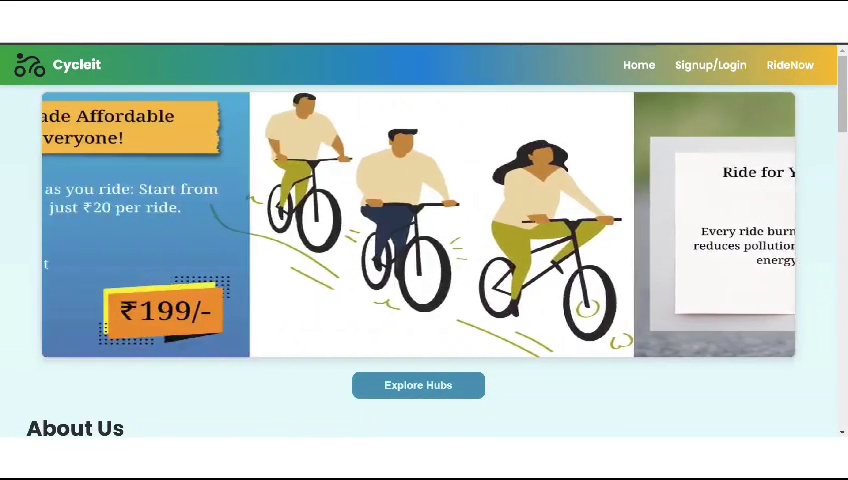 Cycleit
Home
Signup/Login
RideNow
ade Affordable
veryone!
as you ride: Start from
just ₹20 per ride.
t
₹199/-
Ride for Y
Every ride burn
reduces pollution
energy
Explore Hubs
About Us